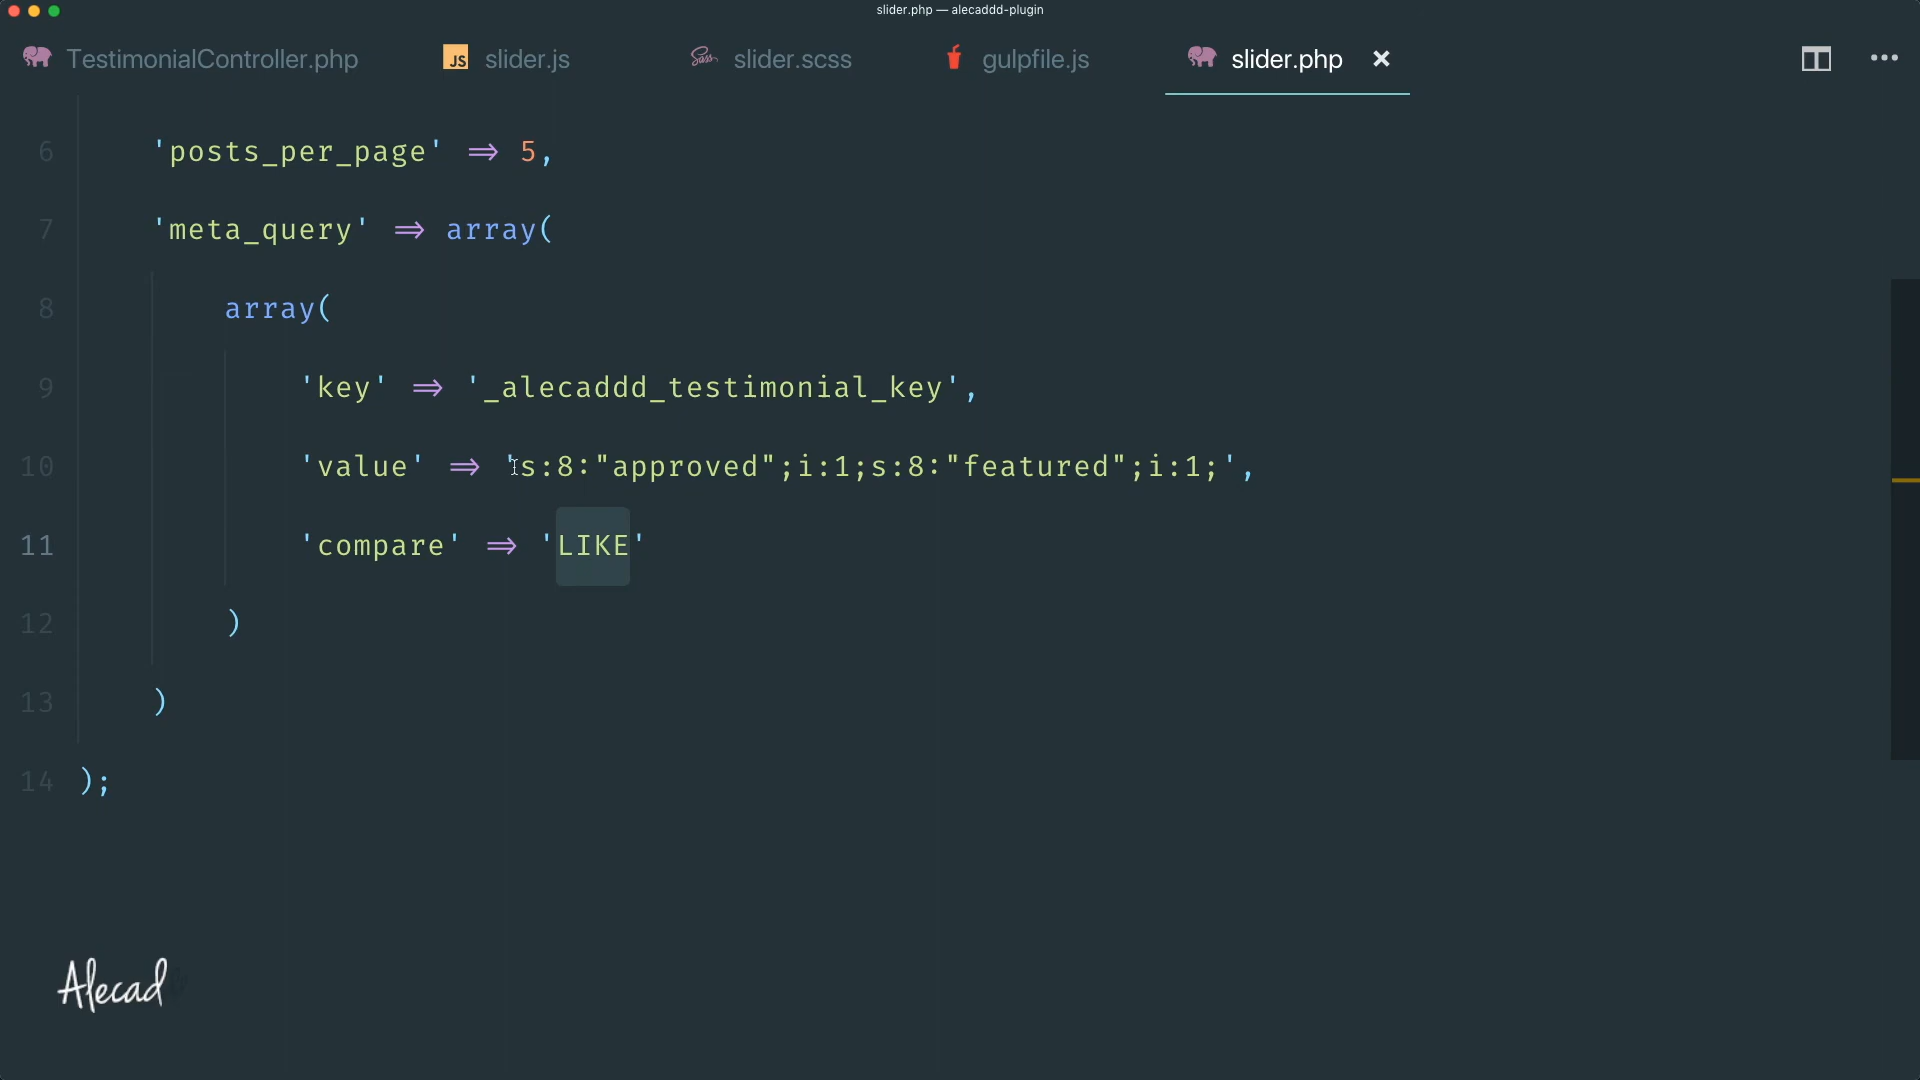 slider.php — alecaddd-plugin
TestimonialController.php
JS slider.js
Sass slider.scss
gulpfile.js
slider.php
6 'posts_per_page' => 5,
7 'meta_query' => array(
8 array(
9 'key' => '_alecaddd_testimonial_key',
10 'value' => 's:8:"approved";i:1;s:8:"featured";i:1;',
11 'compare' => 'LIKE'
12 )
13 )
14 );
Alecad